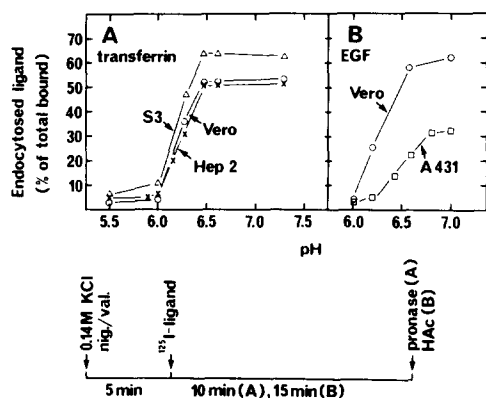 Endocytosed ligand
(% of total bound)
A
transferrin
70
60
50
40
30
20
10
S3
Vero
Hep 2
5.5
6.0
6.5
7.0
7.5
B
EGF
Vero
A 431
6.0
6.5
7.0
pH
0.14M KCl
nig./val.
¹²⁵I-ligand
pronase (A)
HAc (B)
5 min
10 min (A), 15 min (B)